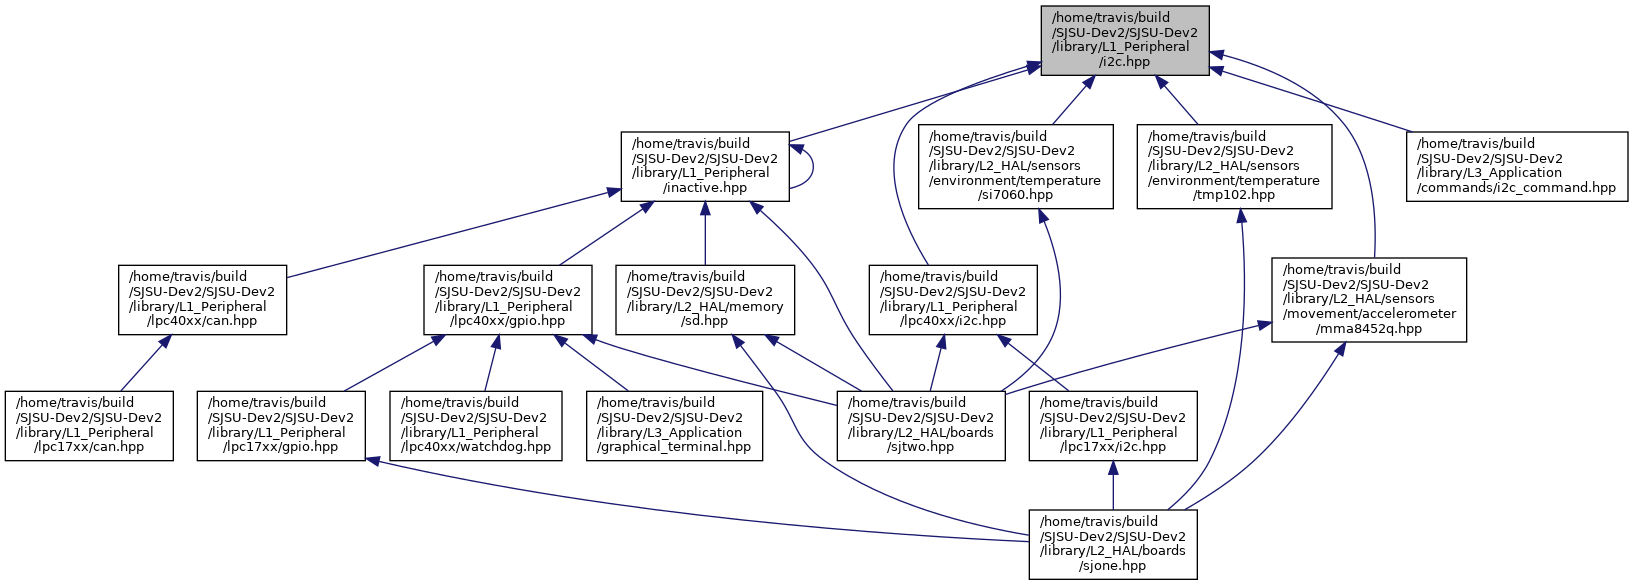 /home/travis/build
/SJSU-Dev2/SJSU-Dev2
/library/L1_Peripheral
/i2c.hpp
/home/travis/build
/SJSU-Dev2/SJSU-Dev2
/library/L1_Peripheral
/inactive.hpp
/home/travis/build
/SJSU-Dev2/SJSU-Dev2
/library/L2_HAL/sensors
/environment/temperature
/si7060.hpp
/home/travis/build
/SJSU-Dev2/SJSU-Dev2
/library/L2_HAL/sensors
/environment/temperature
/tmp102.hpp
/home/travis/build
/SJSU-Dev2/SJSU-Dev2
/library/L3_Application
/commands/i2c_command.hpp
/home/travis/build
/SJSU-Dev2/SJSU-Dev2
/library/L1_Peripheral
/lpc40xx/can.hpp
/home/travis/build
/SJSU-Dev2/SJSU-Dev2
/library/L1_Peripheral
/lpc40xx/gpio.hpp
/home/travis/build
/SJSU-Dev2/SJSU-Dev2
/library/L2_HAL/memory
/sd.hpp
/home/travis/build
/SJSU-Dev2/SJSU-Dev2
/library/L1_Peripheral
/lpc40xx/i2c.hpp
/home/travis/build
/SJSU-Dev2/SJSU-Dev2
/library/L2_HAL/sensors
/movement/accelerometer
/mma8452q.hpp
/home/travis/build
/SJSU-Dev2/SJSU-Dev2
/library/L1_Peripheral
/lpc17xx/can.hpp
/home/travis/build
/SJSU-Dev2/SJSU-Dev2
/library/L1_Peripheral
/lpc17xx/gpio.hpp
/home/travis/build
/SJSU-Dev2/SJSU-Dev2
/library/L1_Peripheral
/lpc40xx/watchdog.hpp
/home/travis/build
/SJSU-Dev2/SJSU-Dev2
/library/L3_Application
/graphical_terminal.hpp
/home/travis/build
/SJSU-Dev2/SJSU-Dev2
/library/L2_HAL/boards
/sjtwo.hpp
/home/travis/build
/SJSU-Dev2/SJSU-Dev2
/library/L1_Peripheral
/lpc17xx/i2c.hpp
/home/travis/build
/SJSU-Dev2/SJSU-Dev2
/library/L2_HAL/boards
/sjone.hpp